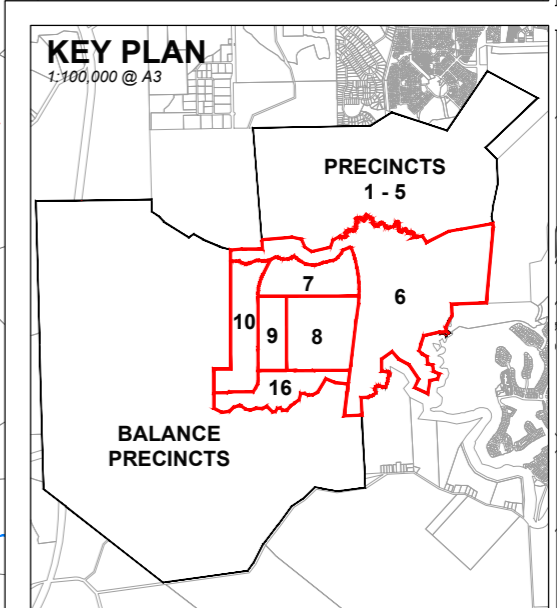 KEY PLAN
1:100,000 @ A3
PRECINCTS
1 - 5
7
6
10
9
8
16
BALANCE
PRECINCTS